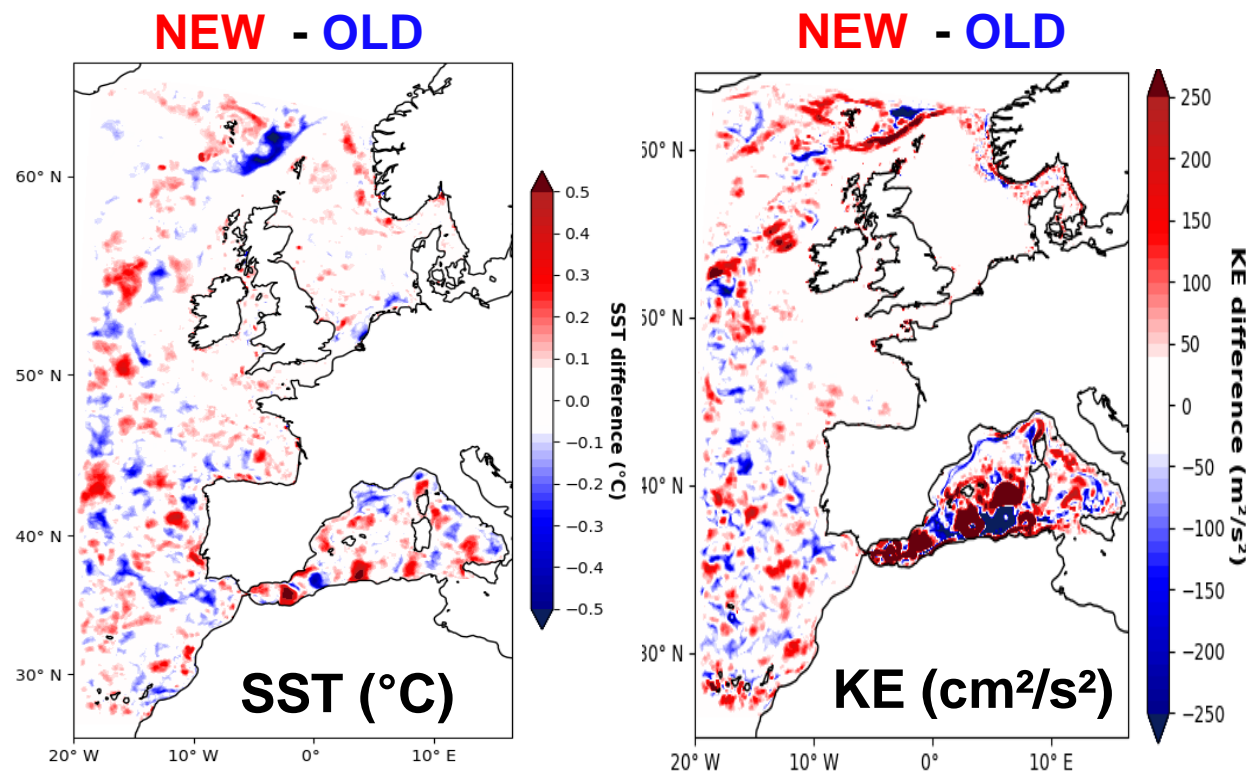 NEW - OLD
60° N
50° N
40° N
30° N
20° W
10° W
0°
10° E
SST (°C)
0.5
0.4
0.3
0.2
0.1
0.0
−0.1
−0.2
−0.3
−0.4
−0.5
SST difference (°C)
NEW - OLD
50° N
50° N
40° N
30° N
20° W
10° W
0°
10° E
KE (cm²/s²)
250
200
150
100
50
0
−50
−100
−150
−200
−250
KE difference (m²/s²)